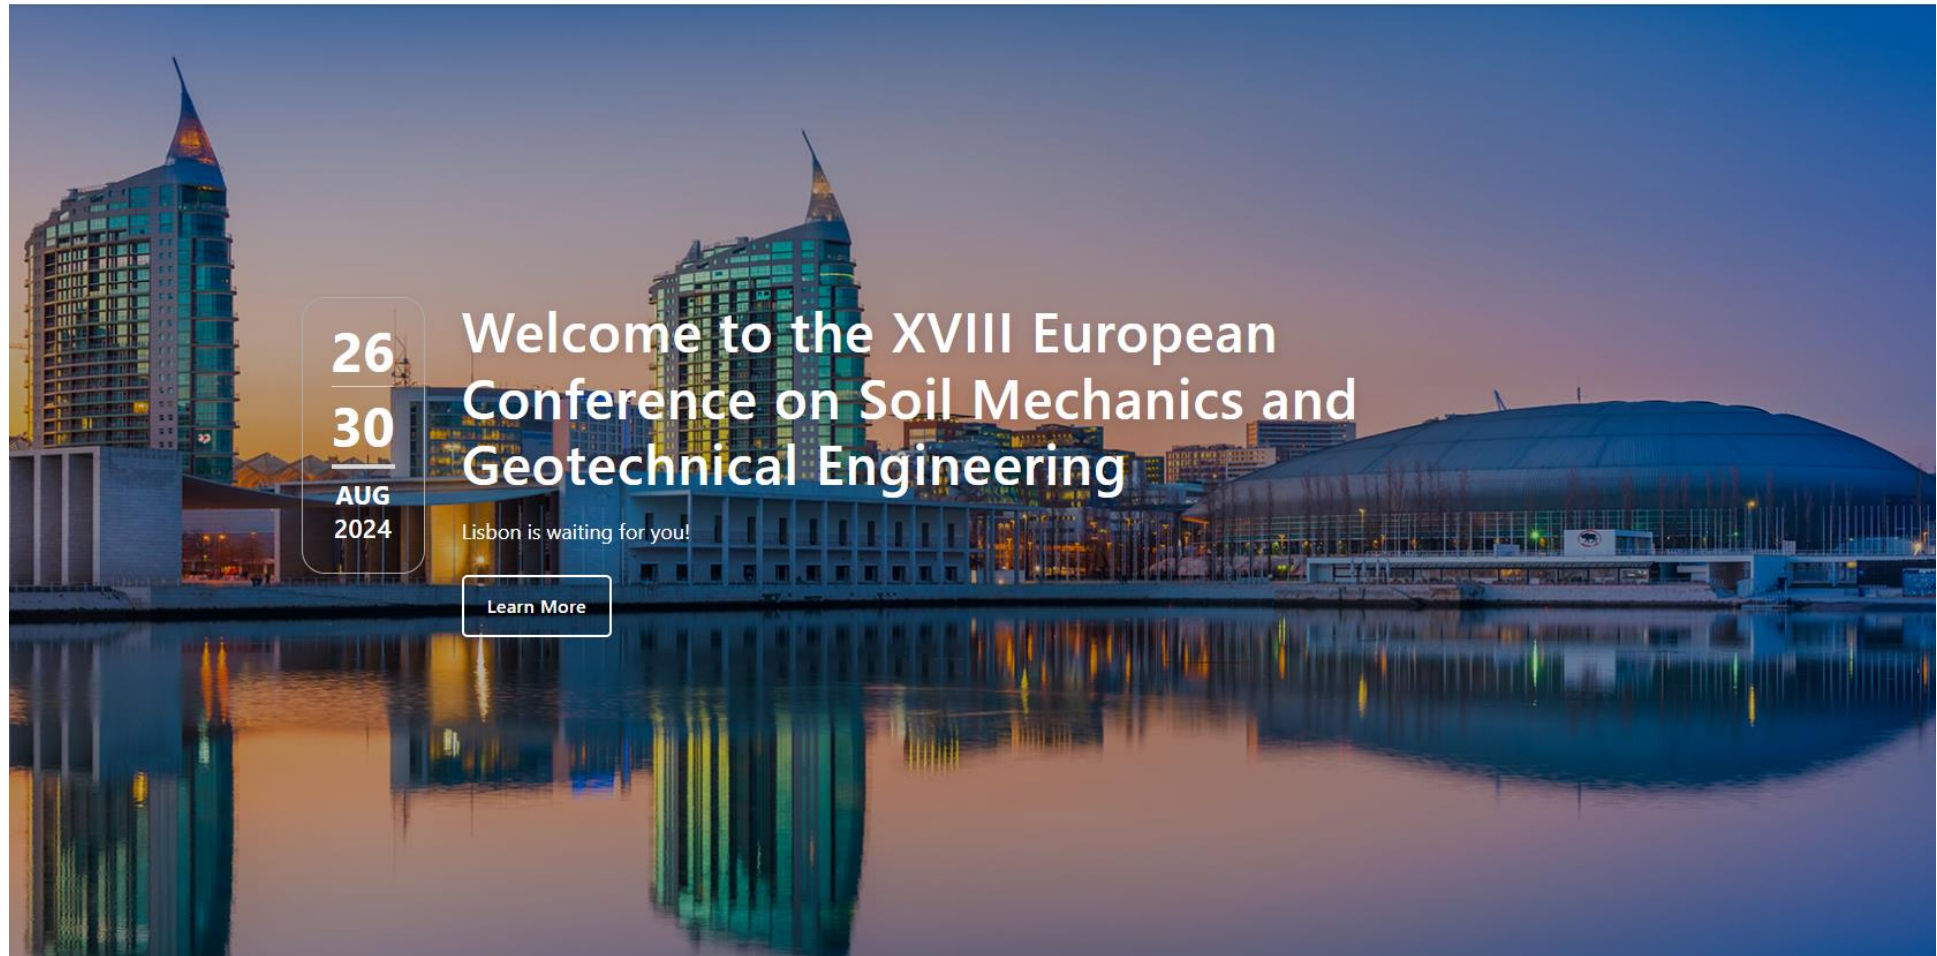 26
30
AUG
2024
Welcome to the XVIII European
Conference on Soil Mechanics and
Geotechnical Engineering
Lisbon is waiting for you!
Learn More